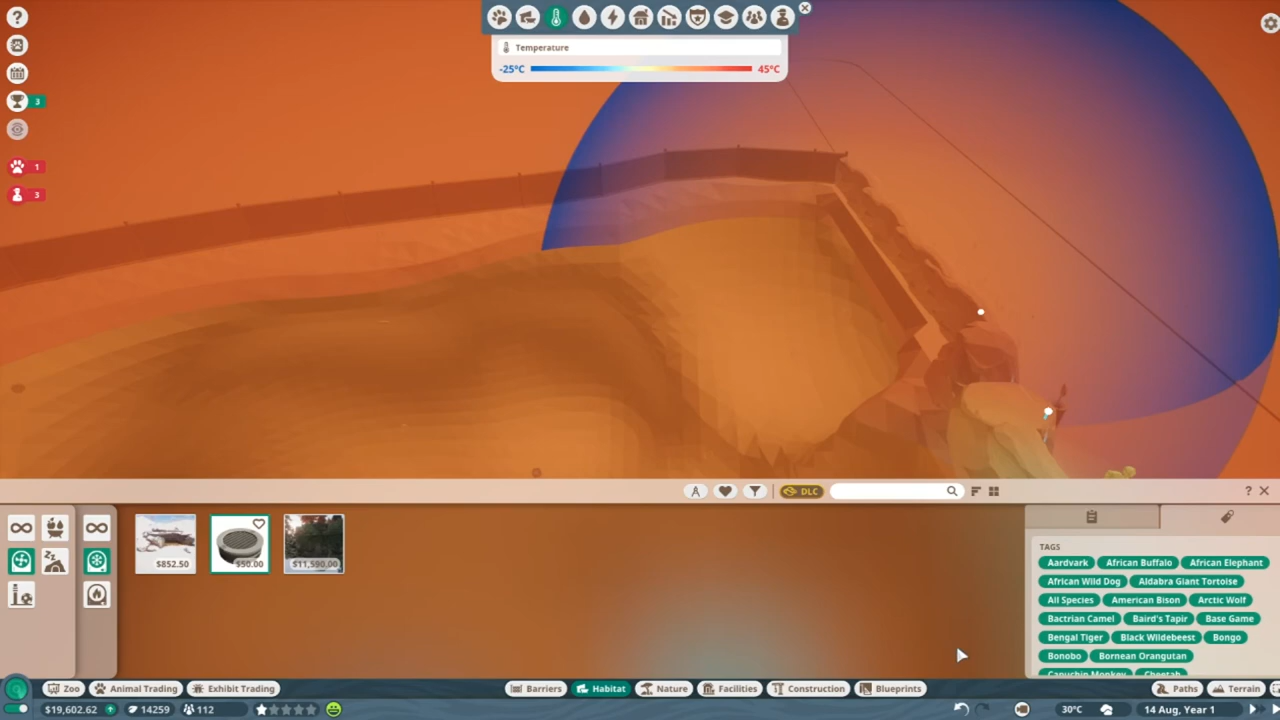 ?
Temperature
-25°C 45°C
3
1
3
DLC
? ×
$852.50 $50.00 $11,590.00
TAGS
Aardvark African Buffalo African Elephant
African Wild Dog Aldabra Giant Tortoise
All Species American Bison Arctic Wolf
Bactrian Camel Baird's Tapir Base Game
Bengal Tiger Black Wildebeest Bongo
Bonobo Bornean Orangutan
Capuchin Monkey Cheetah
Zoo Animal Trading Exhibit Trading Barriers Habitat Nature Facilities Construction Blueprints Paths Terrain
$19,602.62 14259 112 30°C 14 Aug, Year 1